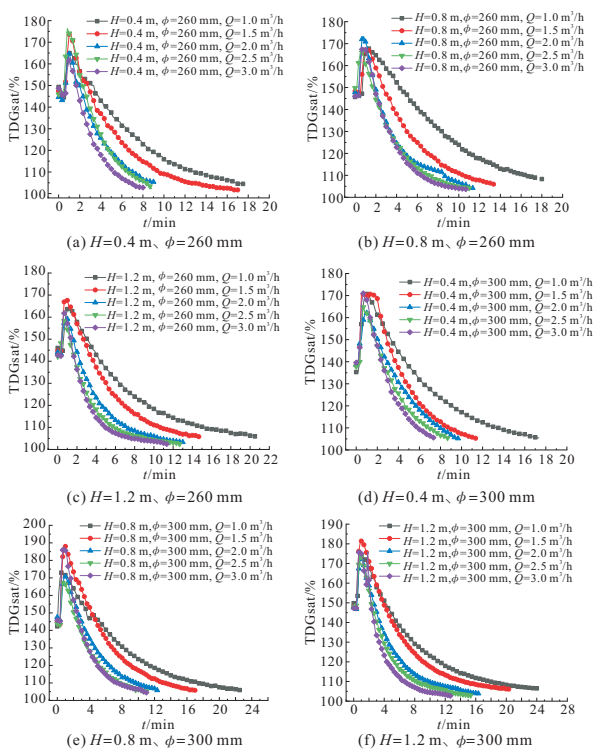 TDGsat/%
180
170
160
150
140
130
120
110
100
0 2 4 6 8 10 12 14 16 18 20
t/min
H=0.4 m, ϕ=260 mm, Q=1.0 m³/h
H=0.4 m, ϕ=260 mm, Q=1.5 m³/h
H=0.4 m, ϕ=260 mm, Q=2.0 m³/h
H=0.4 m, ϕ=260 mm, Q=2.5 m³/h
H=0.4 m, ϕ=260 mm, Q=3.0 m³/h
(a) H=0.4 m、ϕ=260 mm
TDGsat/%
180
170
160
150
140
130
120
110
100
0 2 4 6 8 10 12 14 16 18 20
t/min
H=0.8 m, ϕ=260 mm, Q=1.0 m³/h
H=0.8 m, ϕ=260 mm, Q=1.5 m³/h
H=0.8 m, ϕ=260 mm, Q=2.0 m³/h
H=0.8 m, ϕ=260 mm, Q=2.5 m³/h
H=0.8 m, ϕ=260 mm, Q=3.0 m³/h
(b) H=0.8 m、ϕ=260 mm
TDGsat/%
180
170
160
150
140
130
120
110
100
0 2 4 6 8 10 12 14 16 18 20 22
t/min
H=1.2 m, ϕ=260 mm, Q=1.0 m³/h
H=1.2 m, ϕ=260 mm, Q=1.5 m³/h
H=1.2 m, ϕ=260 mm, Q=2.0 m³/h
H=1.2 m, ϕ=260 mm, Q=2.5 m³/h
H=1.2 m, ϕ=260 mm, Q=3.0 m³/h
(c) H=1.2 m、ϕ=260 mm
TDGsat/%
180
170
160
150
140
130
120
110
100
0 4 8 12 16 20
t/min
H=0.4 m, ϕ=300 mm, Q=1.0 m³/h
H=0.4 m, ϕ=300 mm, Q=1.5 m³/h
H=0.4 m, ϕ=300 mm, Q=2.0 m³/h
H=0.4 m, ϕ=300 mm, Q=2.5 m³/h
H=0.4 m, ϕ=300 mm, Q=3.0 m³/h
(d) H=0.4 m、ϕ=300 mm
TDGsat/%
200
190
180
170
160
150
140
130
120
110
100
0 4 8 12 16 20 24
t/min
H=0.8 m, ϕ=300 mm, Q=1.0 m³/h
H=0.8 m, ϕ=300 mm, Q=1.5 m³/h
H=0.8 m, ϕ=300 mm, Q=2.0 m³/h
H=0.8 m, ϕ=300 mm, Q=2.5 m³/h
H=0.8 m, ϕ=300 mm, Q=3.0 m³/h
(e) H=0.8 m、ϕ=300 mm
TDGsat/%
190
180
170
160
150
140
130
120
110
100
0 4 8 12 16 20 24 28
t/min
H=1.2 m, ϕ=300 mm, Q=1.0 m³/h
H=1.2 m, ϕ=300 mm, Q=1.5 m³/h
H=1.2 m, ϕ=300 mm, Q=2.0 m³/h
H=1.2 m, ϕ=300 mm, Q=2.5 m³/h
H=1.2 m, ϕ=300 mm, Q=3.0 m³/h
(f) H=1.2 m、ϕ=300 mm